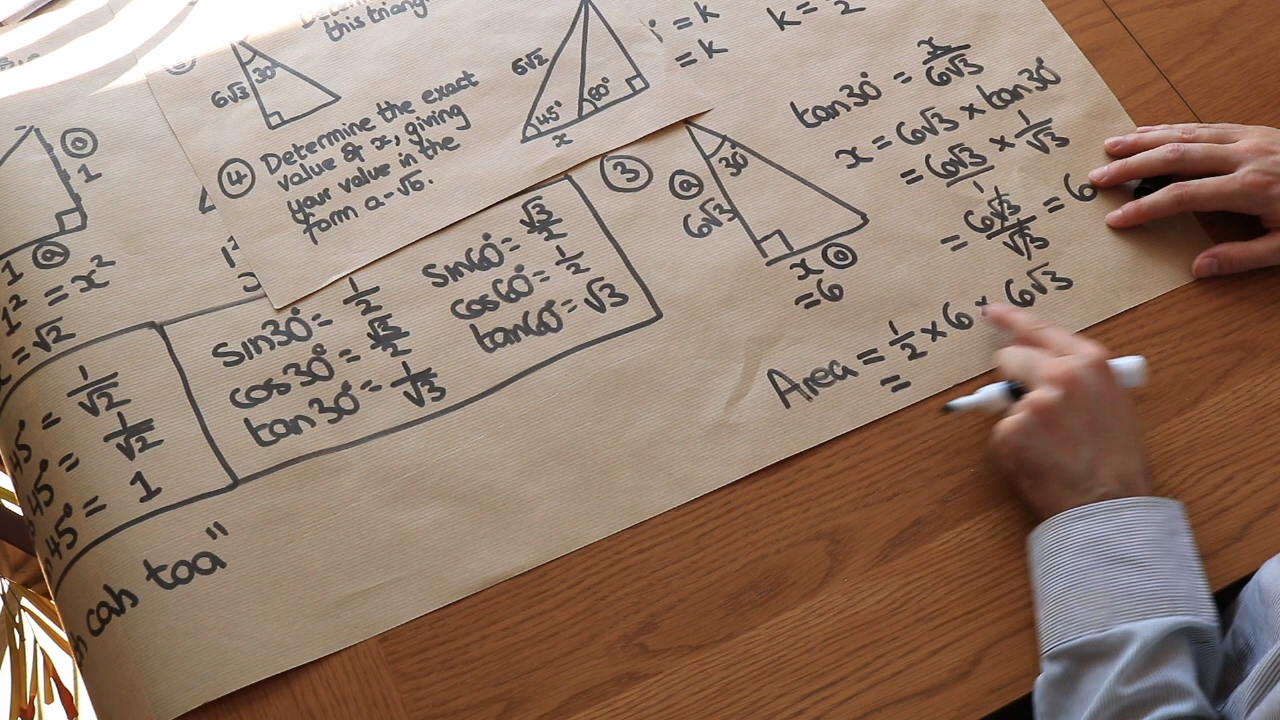 this triang
6√3
30°
④ Determine the exact
value of x, giving
your value in the
form a-√b.
6√2
45°
60°
x
= k
= k
k =
2
1
ⓐ
1
1² = x²
= √2
45° = 1/√2
45° = 1/√2
45° = 1
sin30° = 1/2
cos30° = √3/2
tan30° = 1/√3
sin60° = √3/2
cos60° = 1/2
tan60° = √3
cah toa"
③
ⓐ
6√3
30°
x
ⓞ
= 6
tan30° = x/6√3
x = 6√3 × tan30°
= 6√3/1 × 1/√3
= 6√3/√3 = 6
Area = 1/2 × 6 × 6√3
=